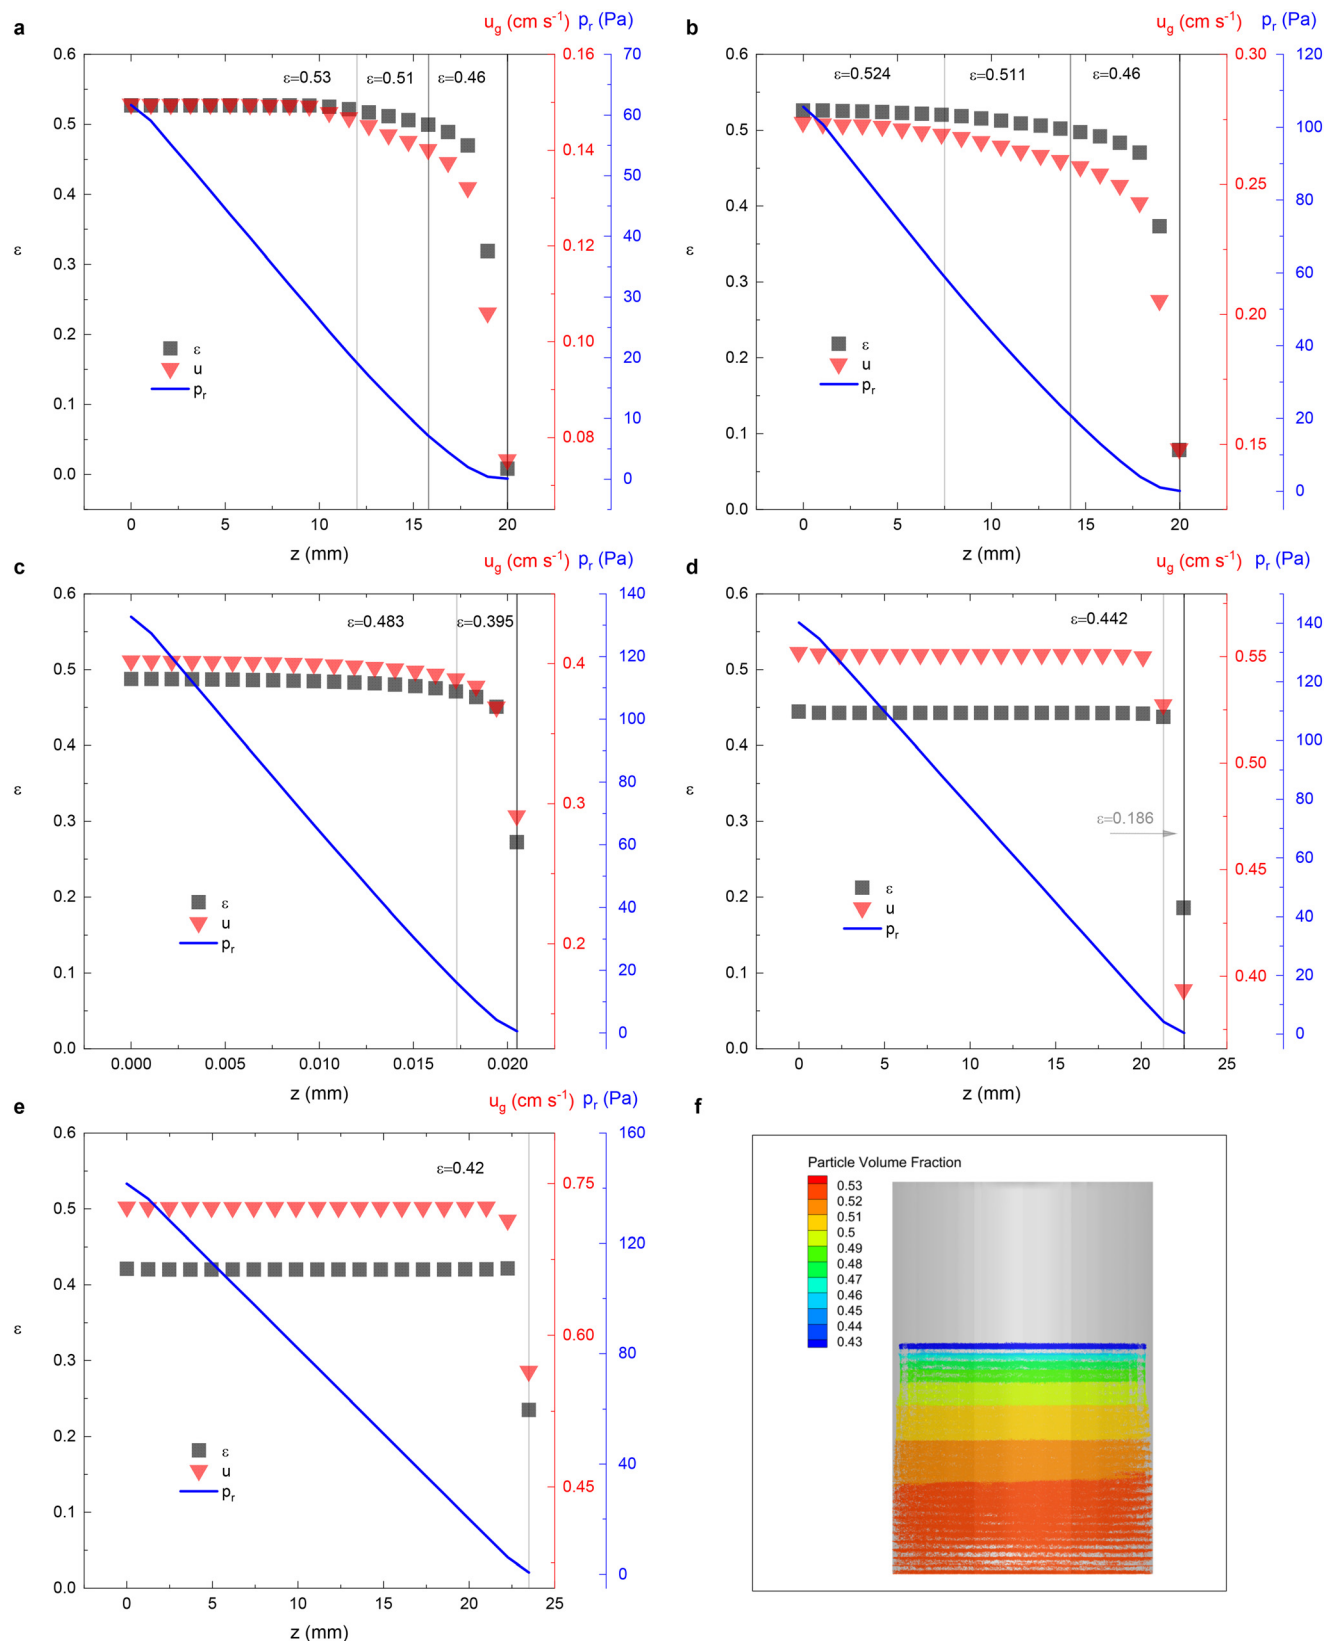 a
u_g (cm s⁻¹) p_r (Pa)
0.6
0.5
0.4
0.3
0.2
0.1
0.0
ε
ε=0.53
ε=0.51
ε=0.46
ε
u
p_r
0.16
0.14
0.12
0.10
0.08
70
60
50
40
30
20
10
0
0 5 10 15 20
z (mm)
b
u_g (cm s⁻¹) p_r (Pa)
0.6
0.5
0.4
0.3
0.2
0.1
0.0
ε
ε=0.524
ε=0.511
ε=0.46
ε
u
p_r
0.30
0.25
0.20
0.15
120
100
80
60
40
20
0
0 5 10 15 20
z (mm)
c
u_g (cm s⁻¹) p_r (Pa)
0.6
0.5
0.4
0.3
0.2
0.1
0.0
ε
ε=0.483
ε=0.395
ε
u
p_r
0.4
0.3
0.2
140
120
100
80
60
40
20
0
0.000 0.005 0.010 0.015 0.020
z (mm)
d
u_g (cm s⁻¹) p_r (Pa)
0.6
0.5
0.4
0.3
0.2
0.1
0.0
ε
ε=0.442
ε=0.186
ε
u
p_r
0.55
0.50
0.45
0.40
140
120
100
80
60
40
20
0
0 5 10 15 20 25
z (mm)
e
u_g (cm s⁻¹) p_r (Pa)
0.6
0.5
0.4
0.3
0.2
0.1
0.0
ε
ε=0.42
ε
u
p_r
0.75
0.60
0.45
160
120
80
40
0
0 5 10 15 20 25
z (mm)
f
Particle Volume Fraction
0.53
0.52
0.51
0.5
0.49
0.48
0.47
0.46
0.45
0.44
0.43